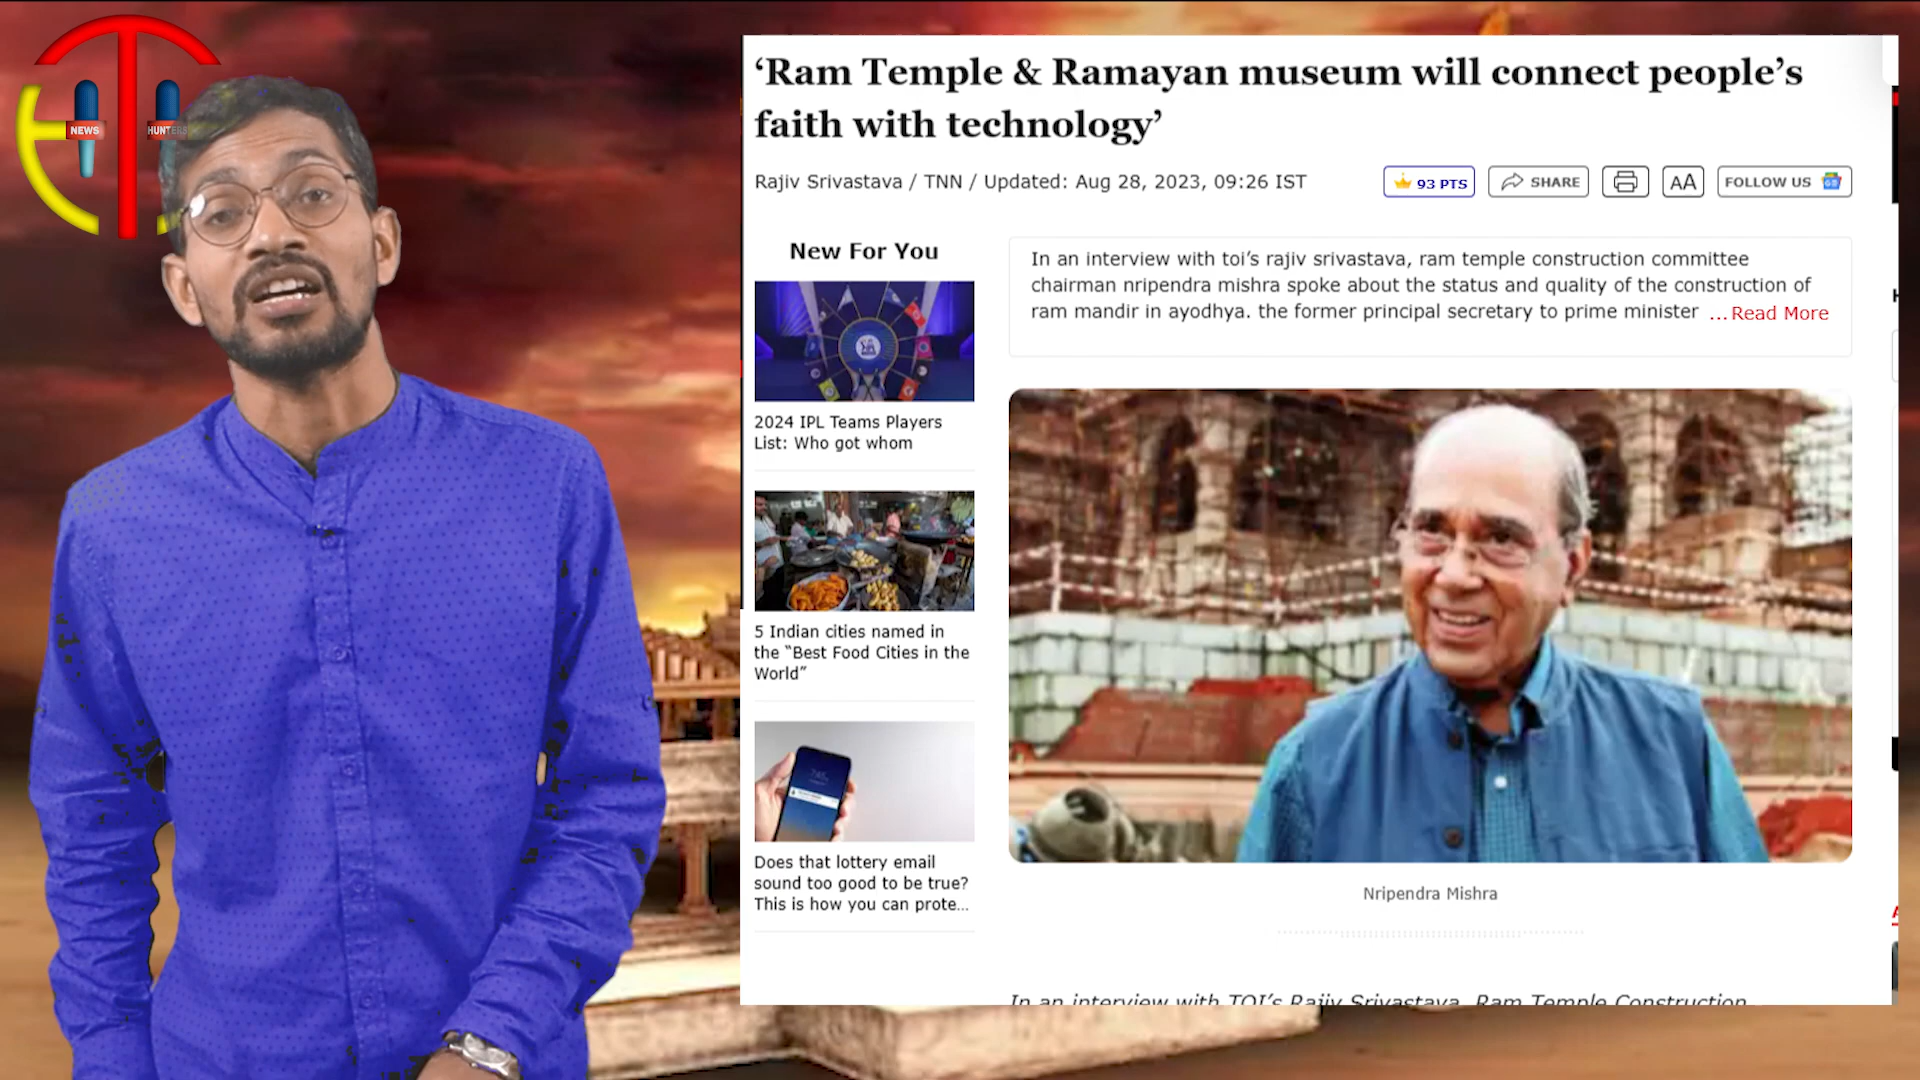 NEWS
HUNTERS
‘Ram Temple & Ramayan museum will connect people’s
faith with technology’
Rajiv Srivastava / TNN / Updated: Aug 28, 2023, 09:26 IST
93 PTS
SHARE
AA
FOLLOW US
New For You
2024 IPL Teams Players
List: Who got whom
5 Indian cities named in
the “Best Food Cities in the
World”
Does that lottery email
sound too good to be true?
This is how you can prote...
In an interview with toi’s rajiv srivastava, ram temple construction committee
chairman nripendra mishra spoke about the status and quality of the construction of
ram mandir in ayodhya. the former principal secretary to prime minister ...Read More
Nripendra Mishra
In an interview with TOI’s Rajiv Srivastava, Ram Temple Construction